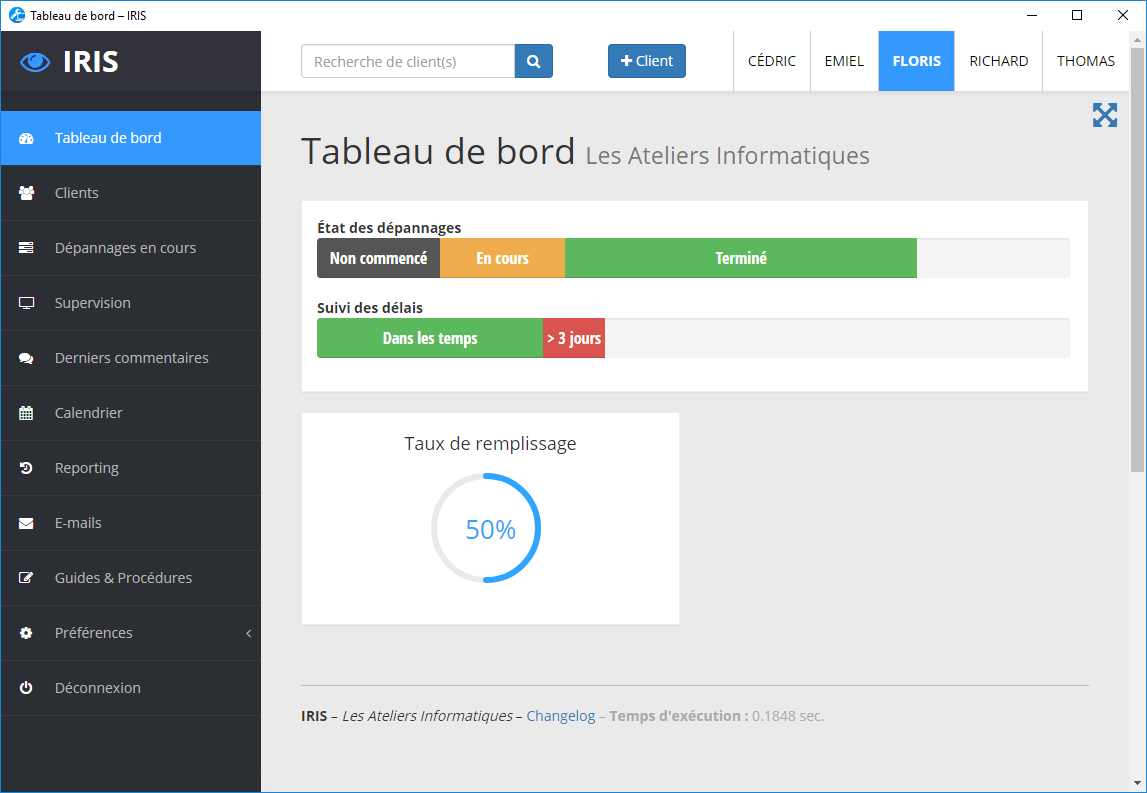 Tableau de bord – IRIS
IRIS
Recherche de client(s)
Client
CÉDRIC
EMIEL
FLORIS
RICHARD
THOMAS
Tableau de bord
Clients
Dépannages en cours
Supervision
Derniers commentaires
Calendrier
Reporting
E-mails
Guides & Procédures
Préférences
Déconnexion
Tableau de bord Les Ateliers Informatiques
État des dépannages
Non commencé En cours Terminé
Suivi des délais
Dans les temps > 3 jours
Taux de remplissage
50%
IRIS – Les Ateliers Informatiques – Changelog – Temps d'exécution : 0.1848 sec.